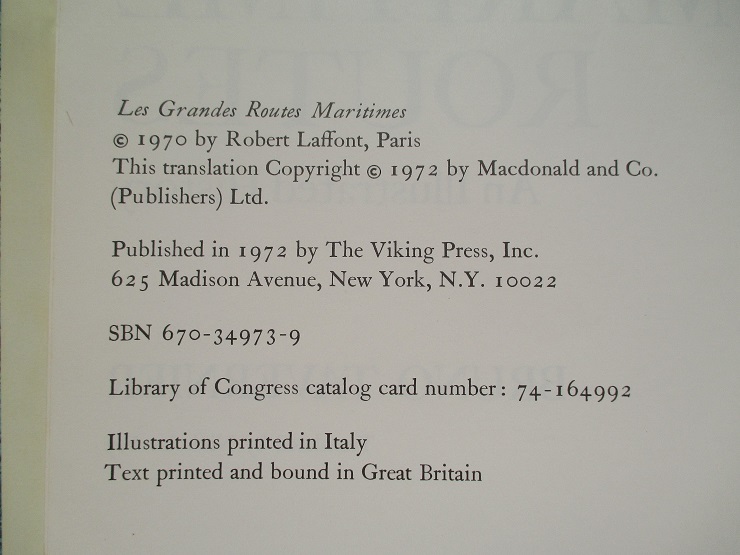 Les Grandes Routes Maritimes
© 1970 by Robert Laffont, Paris
This translation Copyright © 1972 by Macdonald and Co.
(Publishers) Ltd.
Published in 1972 by The Viking Press, Inc.
625 Madison Avenue, New York, N.Y. 10022
SBN 670-34973-9
Library of Congress catalog card number: 74-164992
Illustrations printed in Italy
Text printed and bound in Great Britain